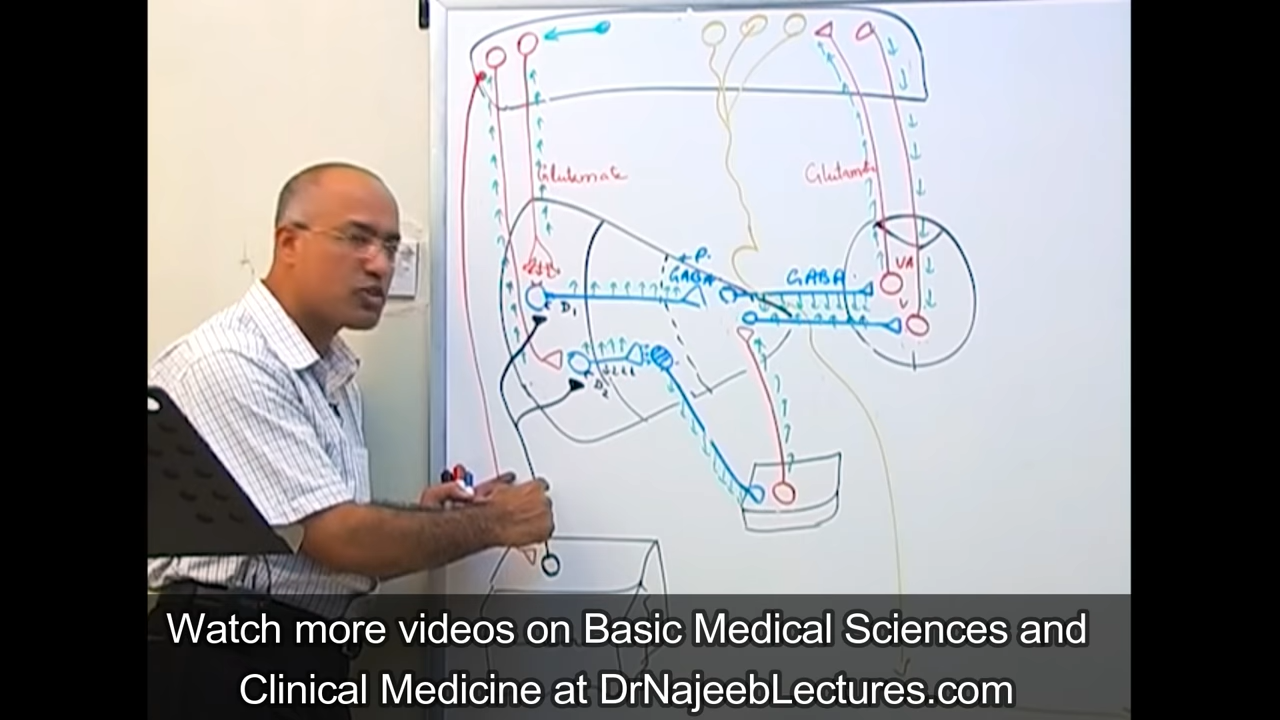 Glutamate
Glutamate
P.
GABA
GABA
VA
D1
D2
Watch more videos on Basic Medical Sciences and
Clinical Medicine at DrNajeebLectures.com